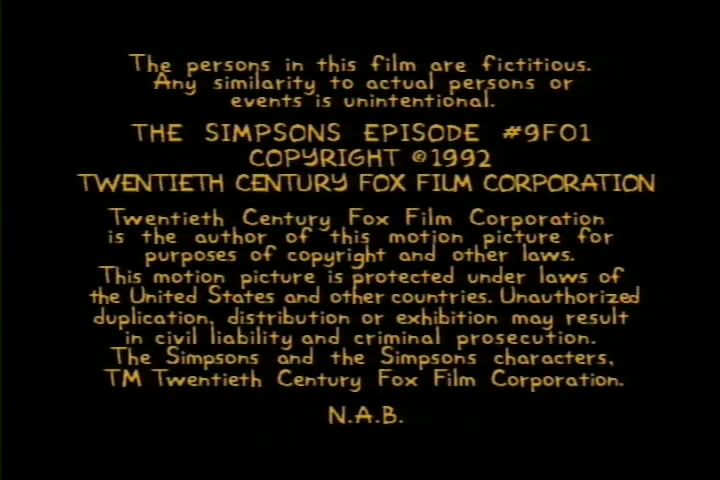 The persons in this film are fictitious.
Any similarity to actual persons or
events is unintentional.
THE SIMPSONS EPISODE #9F01
COPYRIGHT ©1992
TWENTIETH CENTURY FOX FILM CORPORATION
Twentieth Century Fox Film Corporation
is the author of this motion picture for
purposes of copyright and other laws.
This motion picture is protected under laws of
the United States and other countries. Unauthorized
duplication, distribution or exhibition may result
in civil liability and criminal prosecution.
The Simpsons and the Simpsons characters,
TM Twentieth Century Fox Film Corporation.
N.A.B.